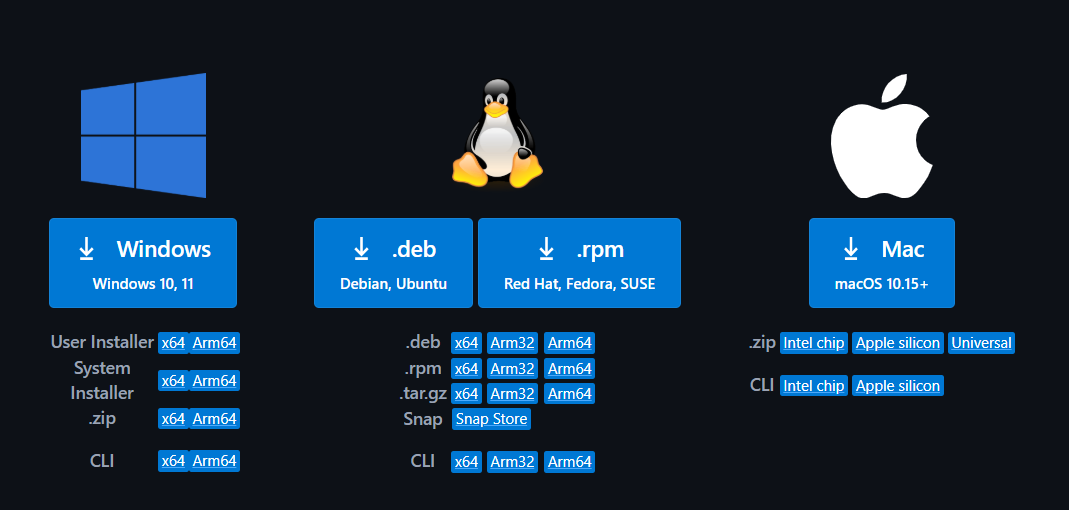 Windows
Windows 10, 11
User Installer x64 Arm64
System
Installer x64 Arm64
.zip x64 Arm64
CLI x64 Arm64
.deb
Debian, Ubuntu
.rpm
Red Hat, Fedora, SUSE
.deb x64 Arm32 Arm64
.rpm x64 Arm32 Arm64
.tar.gz x64 Arm32 Arm64
Snap Snap Store
CLI x64 Arm32 Arm64
Mac
macOS 10.15+
.zip Intel chip Apple silicon Universal
CLI Intel chip Apple silicon